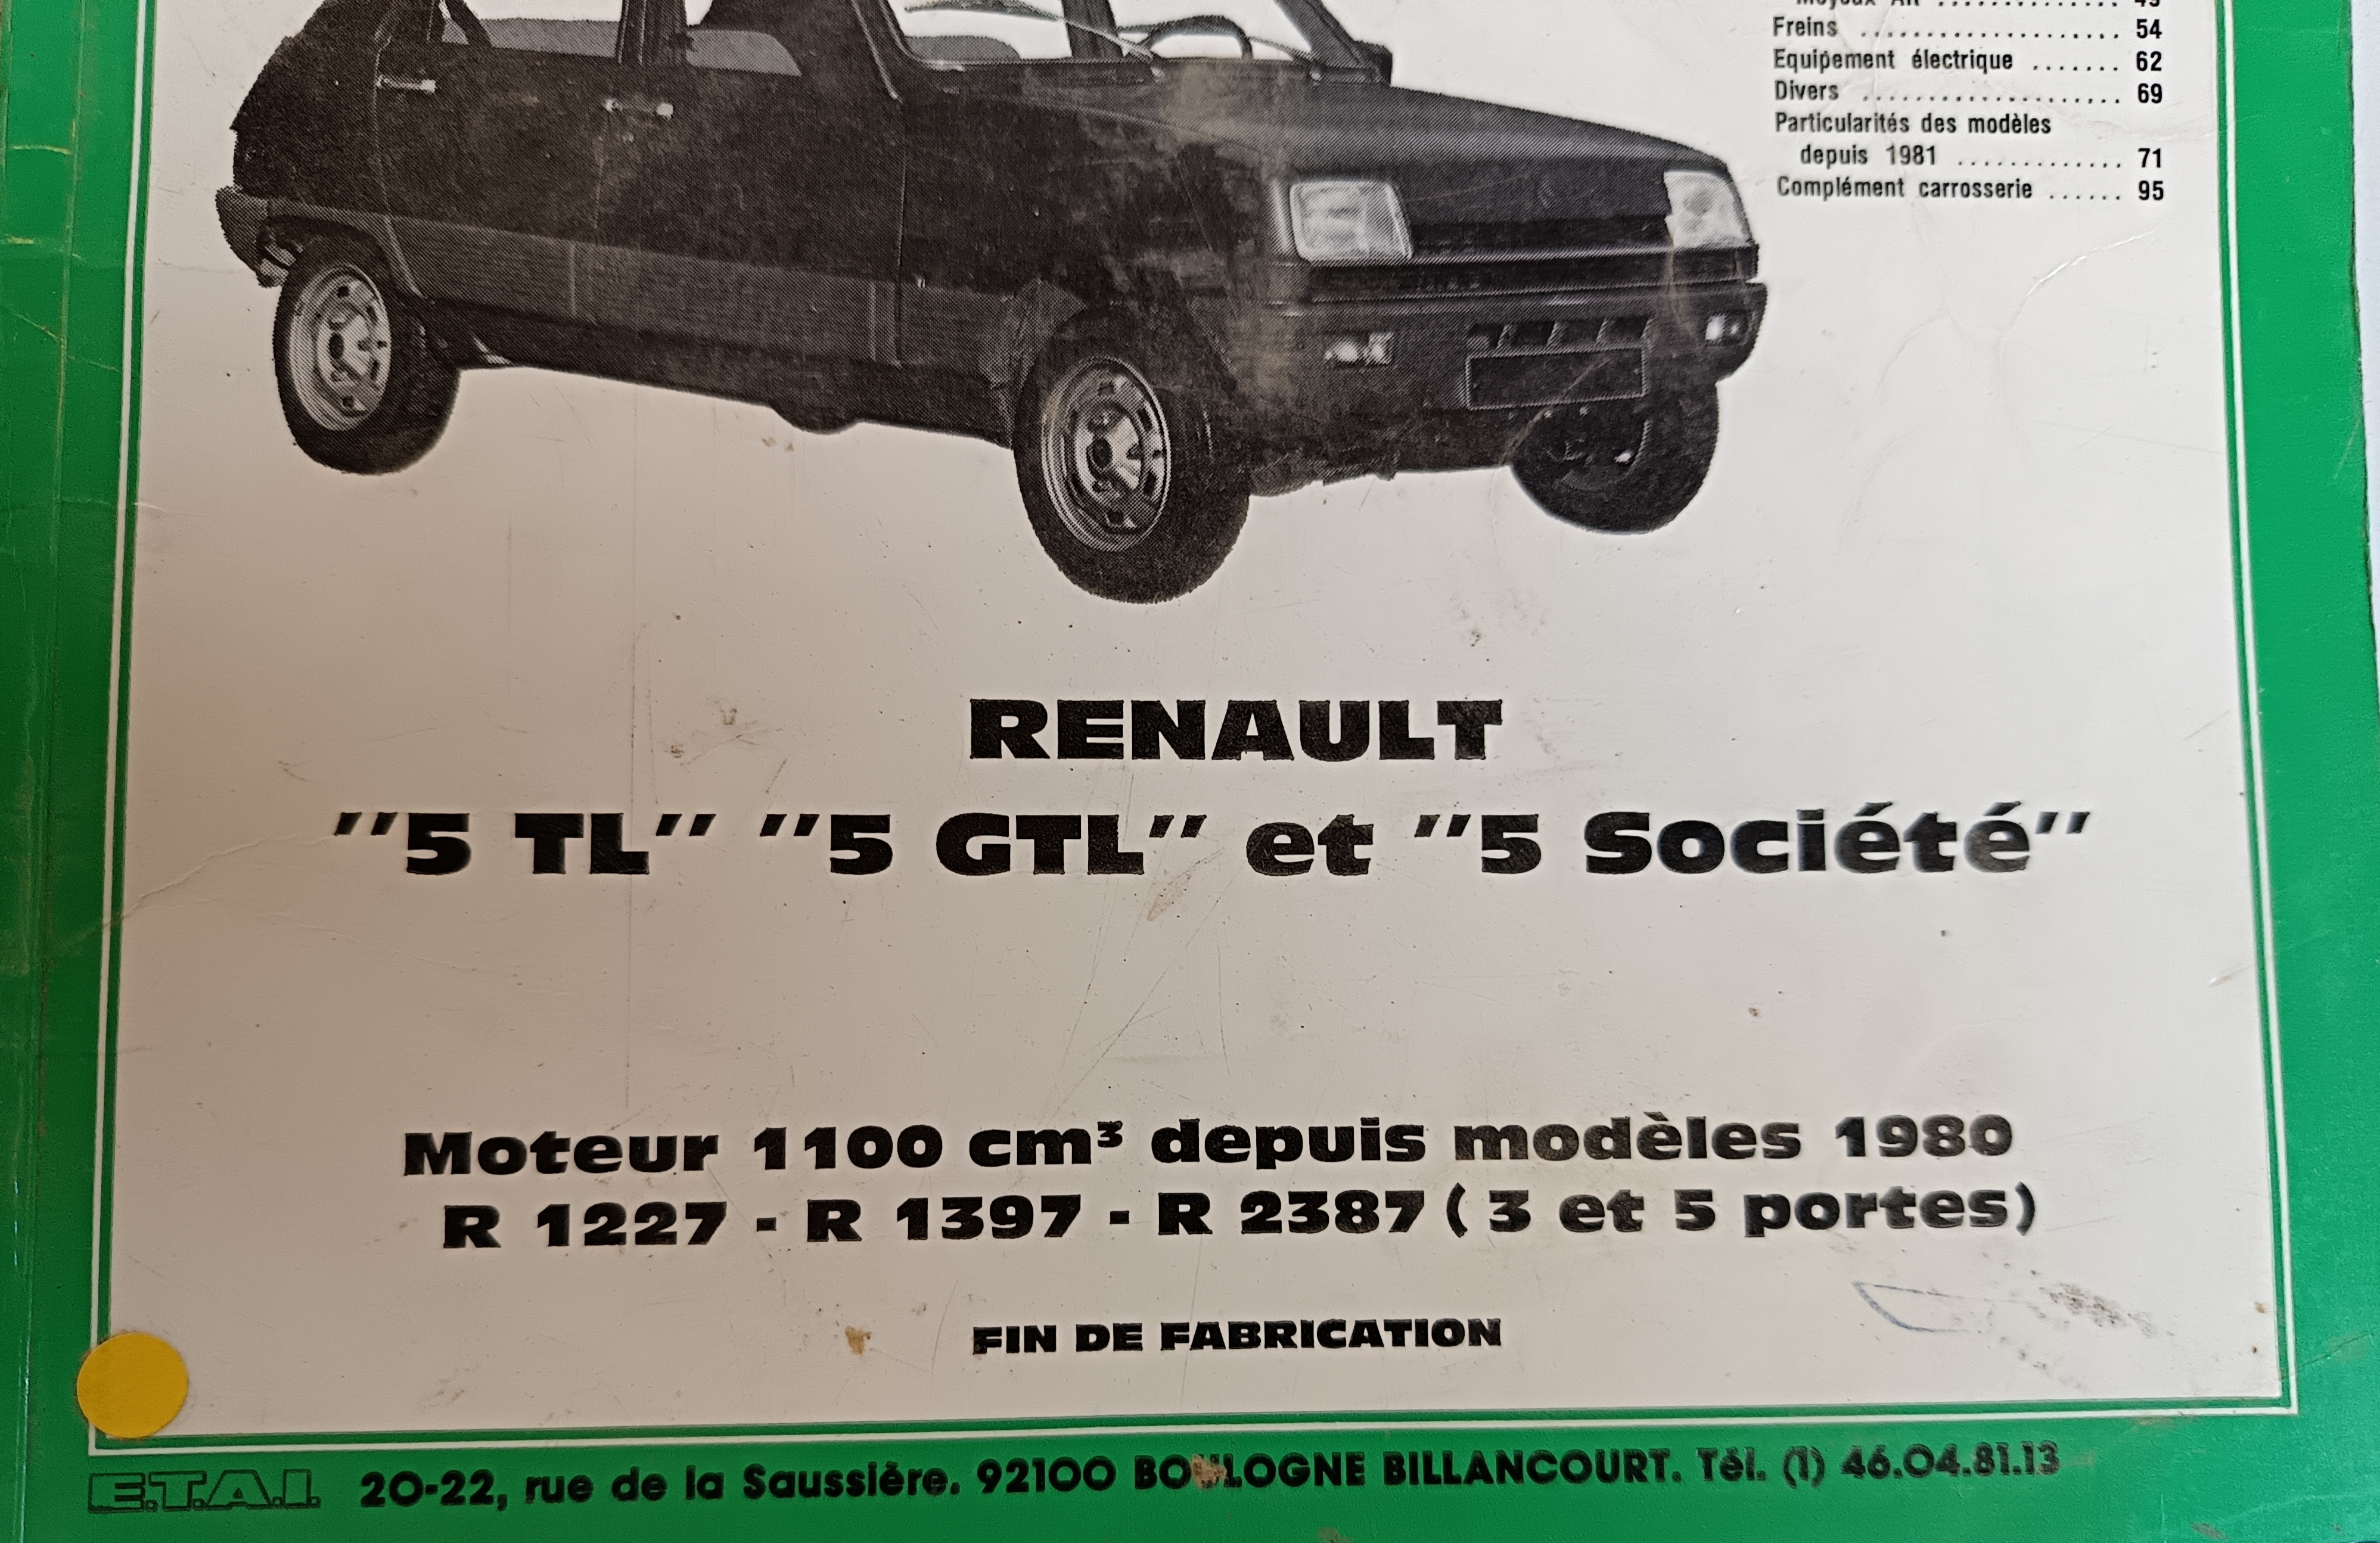 Freins .................... 54
Equipement électrique ....... 62
Divers .................... 69
Particularités des modèles
depuis 1981 ............. 71
Complément carrosserie ...... 95
RENAULT
"5 TL" "5 GTL" et "5 Société"
Moteur 1100 cm³ depuis modèles 1980
R 1227 - R 1397 - R 2387 ( 3 et 5 portes)
FIN DE FABRICATION
E.T.A.I. 20-22, rue de la Saussière. 92100 BOULOGNE BILLANCOURT. Tél. (1) 46.04.81.13